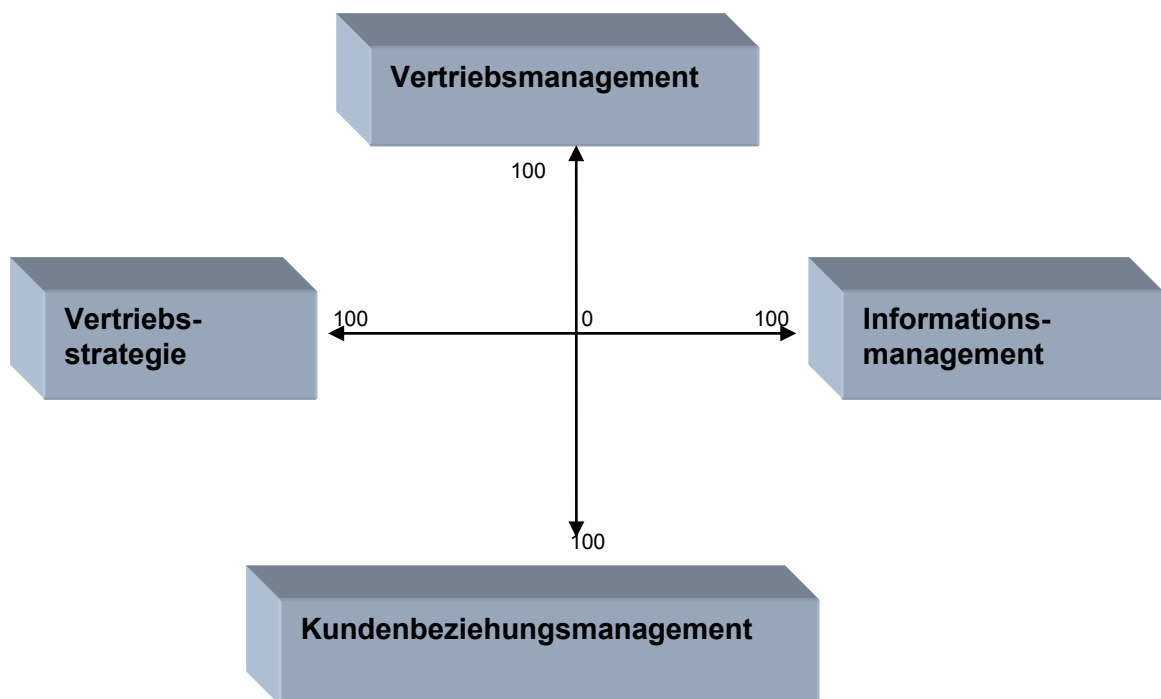 Vertriebsmanagement
100
Vertriebs-
strategie
100
0
100
Informations-
management
100
Kundenbeziehungsmanagement